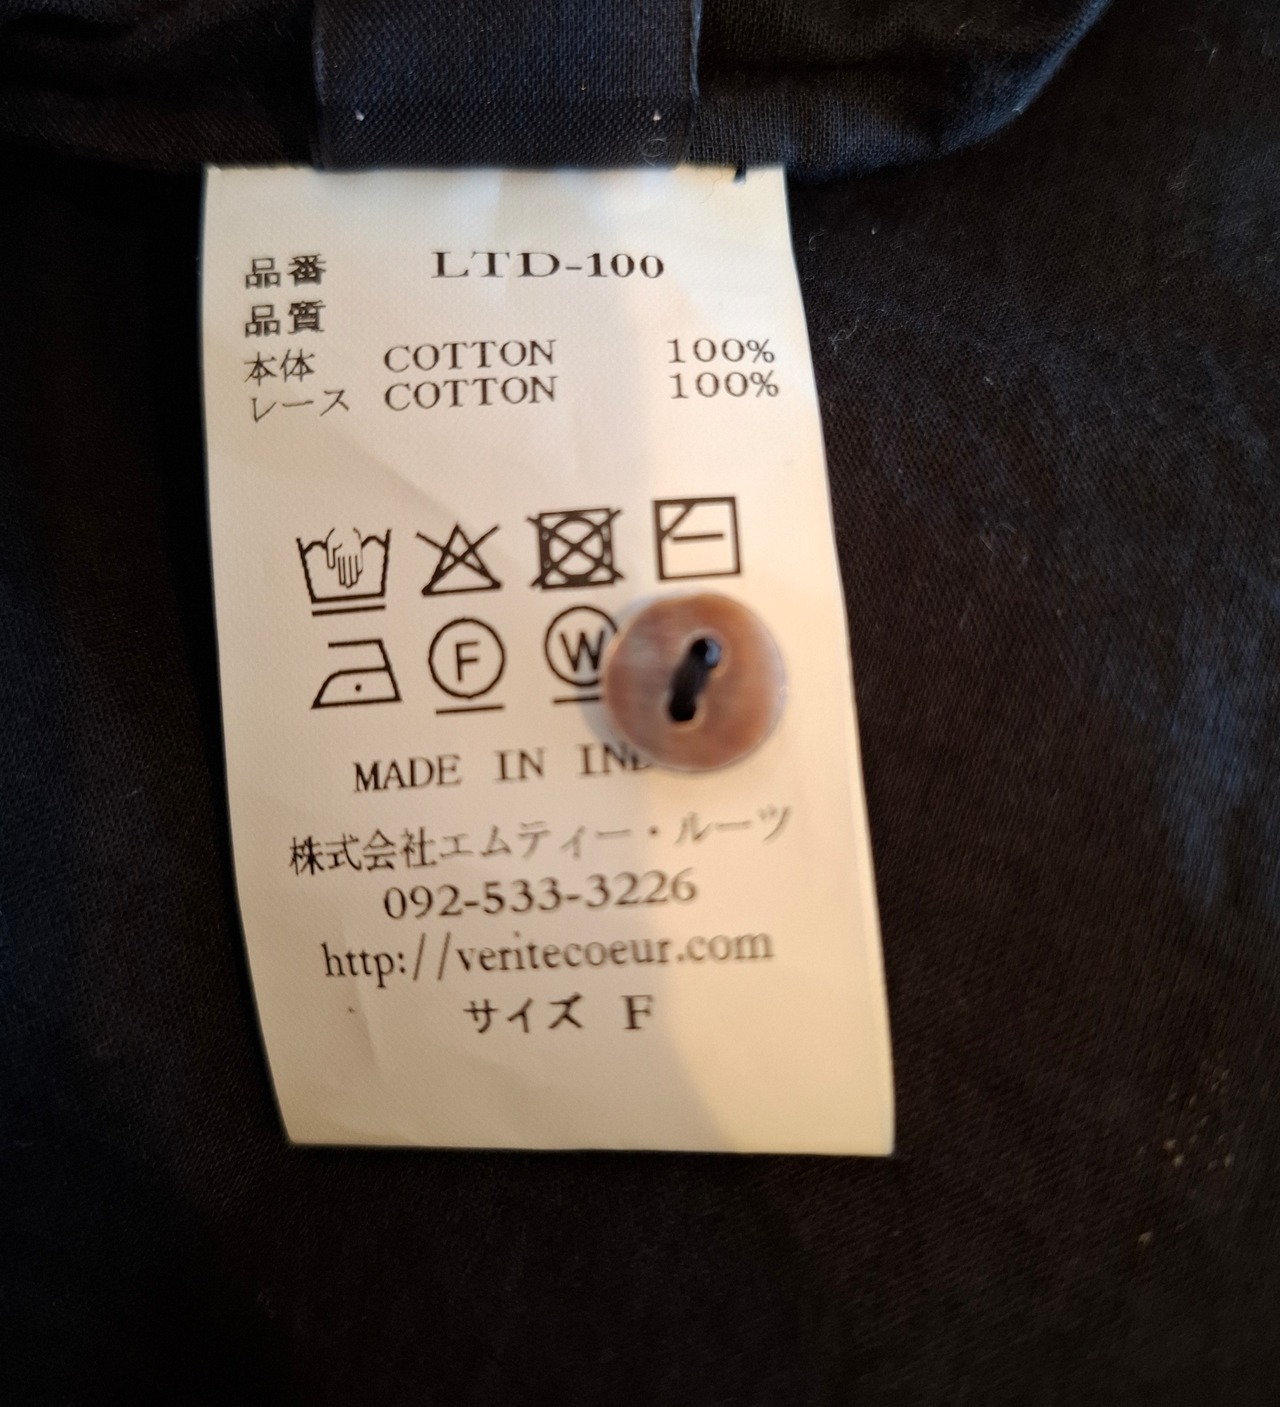 品番 LTD-100
品質
本体 COTTON 100%
レース COTTON 100%
F W
MADE IN
株式会社エムティー・ルーツ
092-533-3226
http://veritecoeur.com
サイズ F